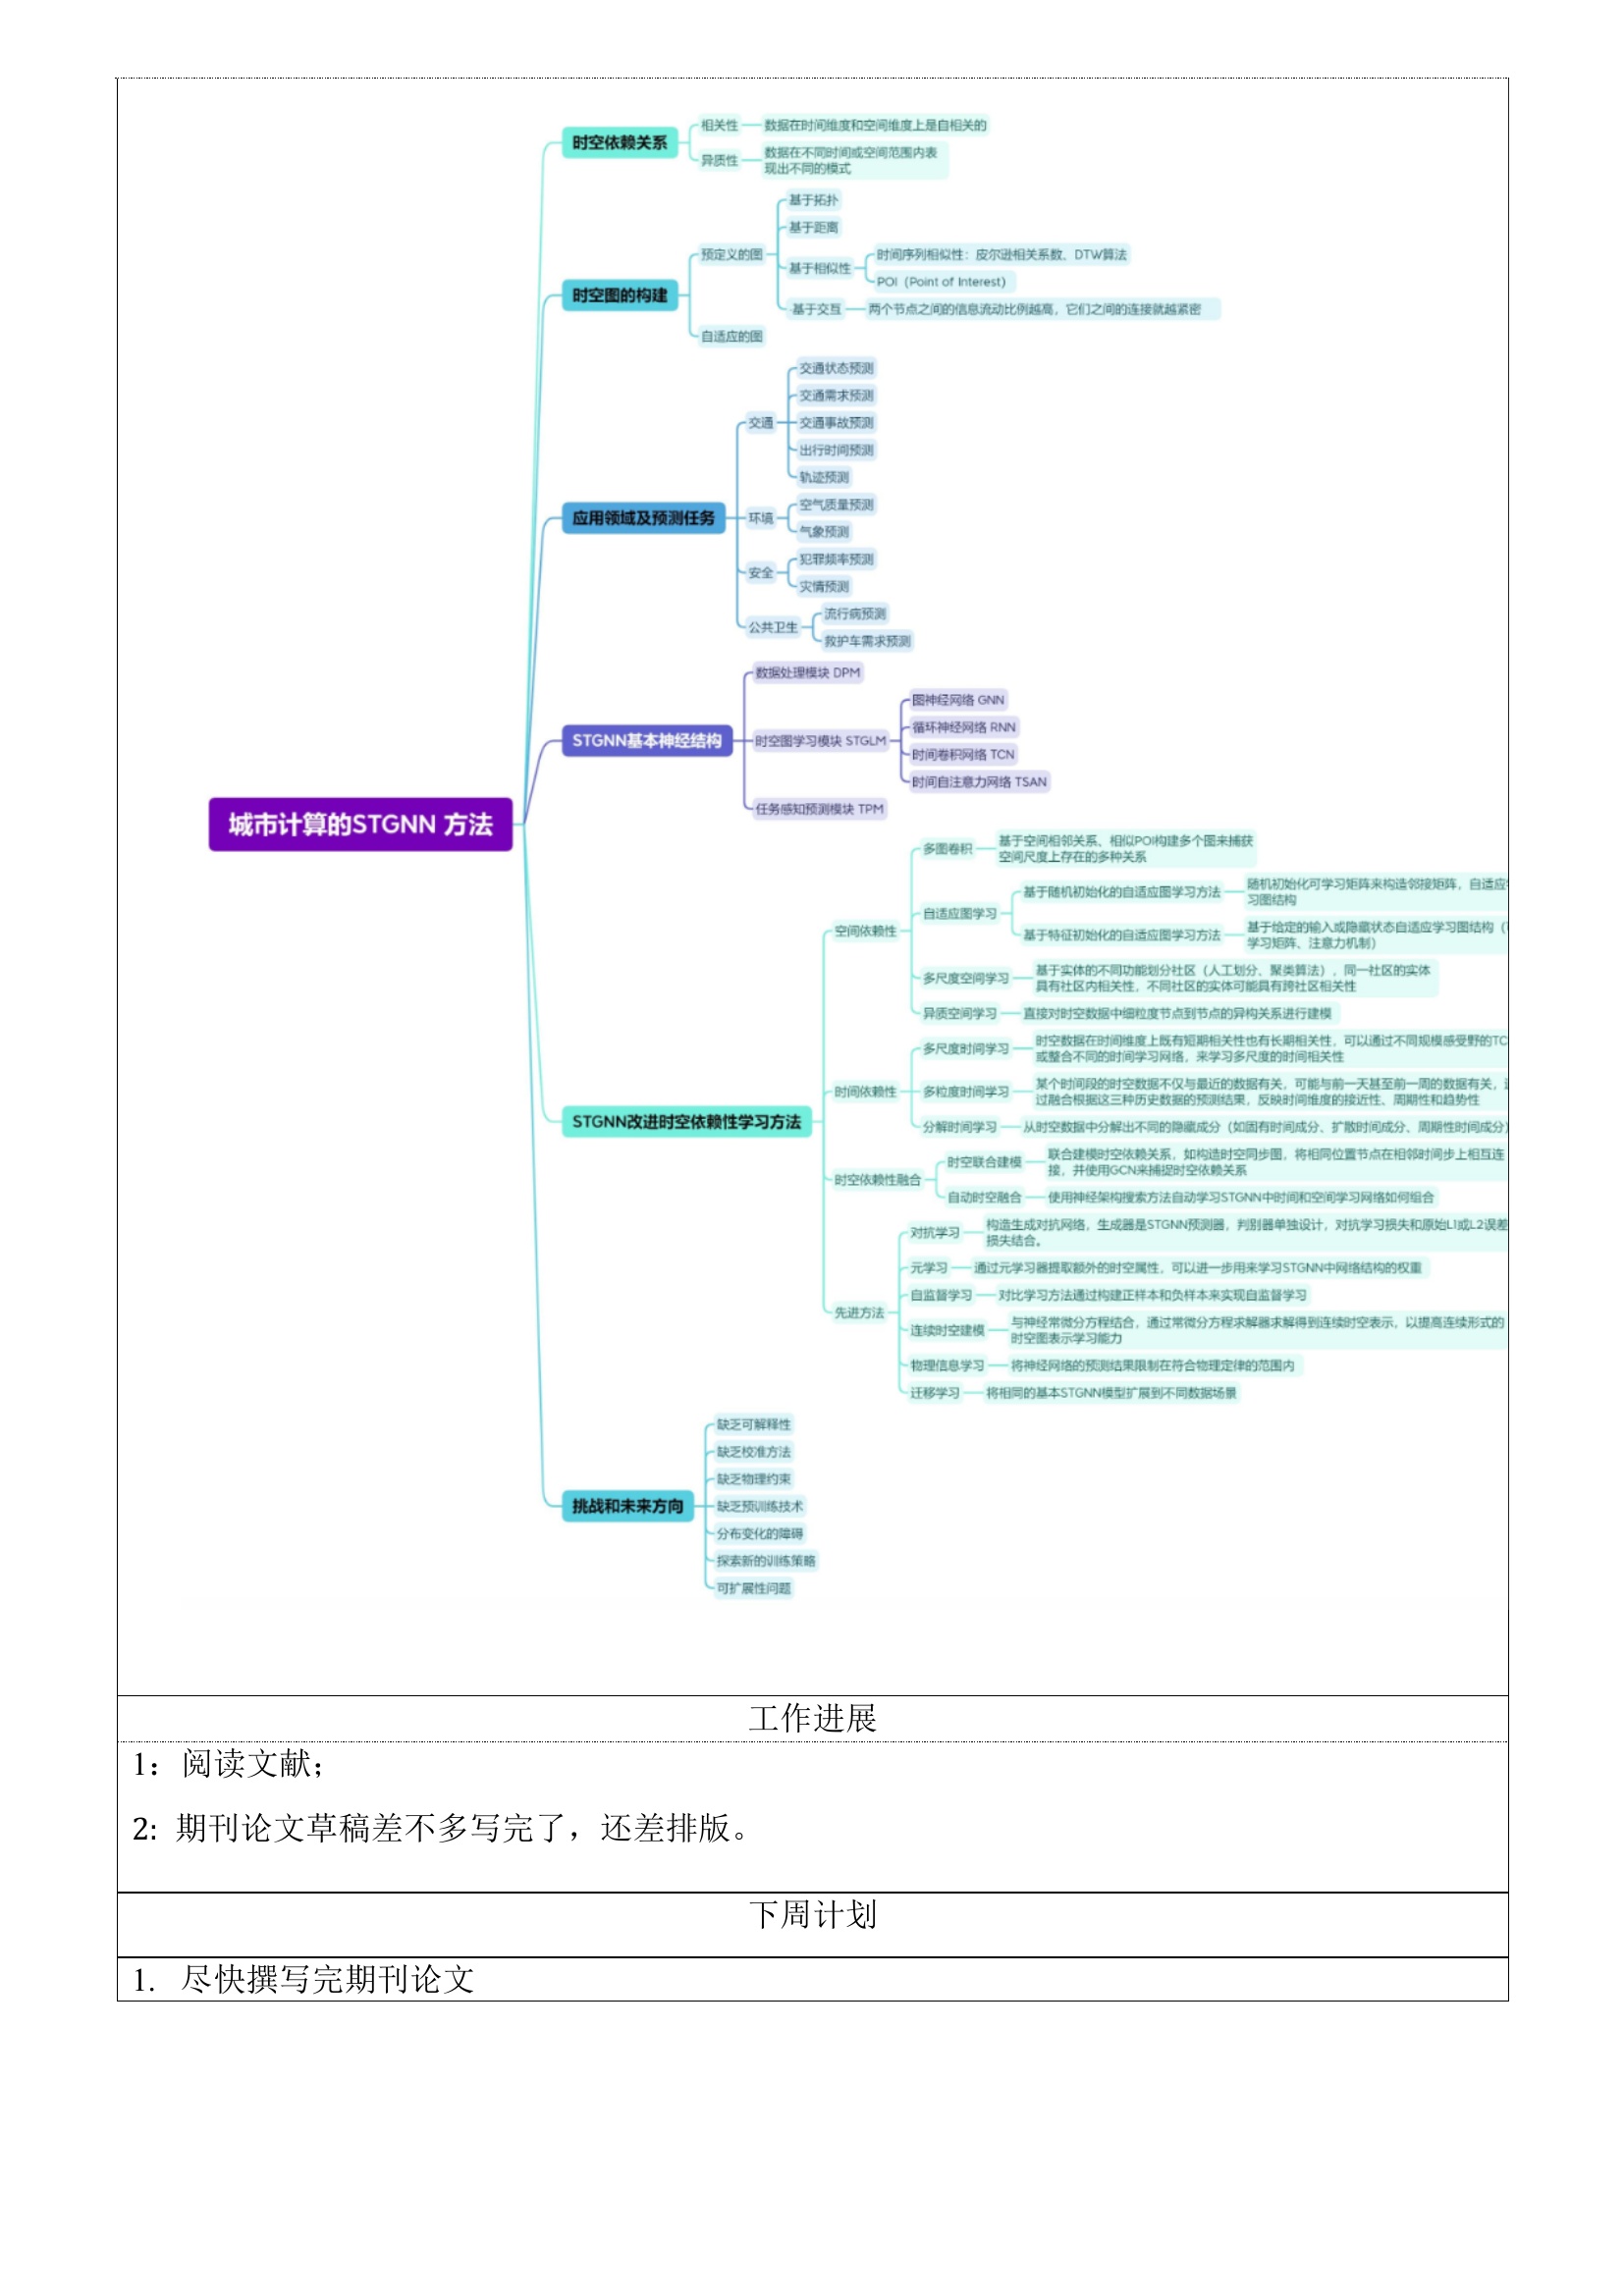 时空依赖关系
相关性
数据在时间维度和空间维度上是自相关的
异质性
数据在不同时间或空间范围内表
现出不同的模式
时空图的构建
预定义的图
基于拓扑
基于距离
基于相似性
时间序列相似性：皮尔逊相关系数、DTW算法
POI（Point of Interest）
基于交互
两个节点之间的信息流动比例越高，它们之间的连接就越紧密
自适应的图
应用领域及预测任务
交通
交通状态预测
交通需求预测
交通事故预测
出行时间预测
轨迹预测
环境
空气质量预测
气象预测
安全
犯罪频率预测
灾情预测
公共卫生
流行病预测
救护车需求预测
STGNN基本神经结构
数据处理模块 DPM
时空图学习模块 STGLM
图神经网络 GNN
循环神经网络 RNN
时间卷积网络 TCN
时间自注意力网络 TSAN
任务感知预测模块 TPM
城市计算的STGNN 方法
STGNN改进时空依赖性学习方法
空间依赖性
多图卷积
基于空间相邻关系、相似POI构建多个图来捕获
空间尺度上存在的多种关系
自适应图学习
基于随机初始化的自适应图学习方法
随机初始化可学习矩阵来构造邻接矩阵，自适应
习图结构
基于特征初始化的自适应图学习方法
基于给定的输入或隐藏状态自适应学习图结构（
学习矩阵、注意力机制）
多尺度空间学习
基于实体的不同功能划分社区（人工划分、聚类算法），同一社区的实体
具有社区内相关性，不同社区的实体可能具有跨社区相关性
异质空间学习
直接对时空数据中细粒度节点到节点的异构关系进行建模
时间依赖性
多尺度时间学习
时空数据在时间维度上既有短期相关性也有长期相关性，可以通过不同规模感受野的TC
或整合不同的时间学习网络，来学习多尺度的时间相关性
多粒度时间学习
某个时间段的时空数据不仅与最近的数据有关，可能与前一天甚至前一周的数据有关，
过融合根据这三种历史数据的预测结果，反映时间维度的接近性、周期性和趋势性
分解时间学习
从时空数据中分解出不同的隐藏成分（如固有时间成分、扩散时间成分、周期性时间成分）
时空依赖性融合
时空联合建模
联合建模时空依赖关系，如构造时空同步图，将相同位置节点在相邻时间步上相互连
接，并使用GCN来捕捉时空依赖关系
自动时空融合
使用神经架构搜索方法自动学习STGNN中时间和空间学习网络如何组合
先进方法
对抗学习
构造生成对抗网络，生成器是STGNN预测器，判别器单独设计，对抗学习损失和原始L1或L2误差
损失结合。
元学习
通过元学习器提取额外的时空属性，可以进一步用来学习STGNN中网络结构的权重
自监督学习
对比学习方法通过构建正样本和负样本来实现自监督学习
连续时空建模
与神经常微分方程结合，通过常微分方程求解器求解得到连续时空表示，以提高连续形式的
时空图表示学习能力
物理信息学习
将神经网络的预测结果限制在符合物理定律的范围内
迁移学习
将相同的基本STGNN模型扩展到不同数据场景
挑战和未来方向
缺乏可解释性
缺乏校准方法
缺乏物理约束
缺乏预训练技术
分布变化的障碍
探索新的训练策略
可扩展性问题
工作进展
1：阅读文献；
2：期刊论文草稿差不多写完了，还差排版。
下周计划
1. 尽快撰写完期刊论文